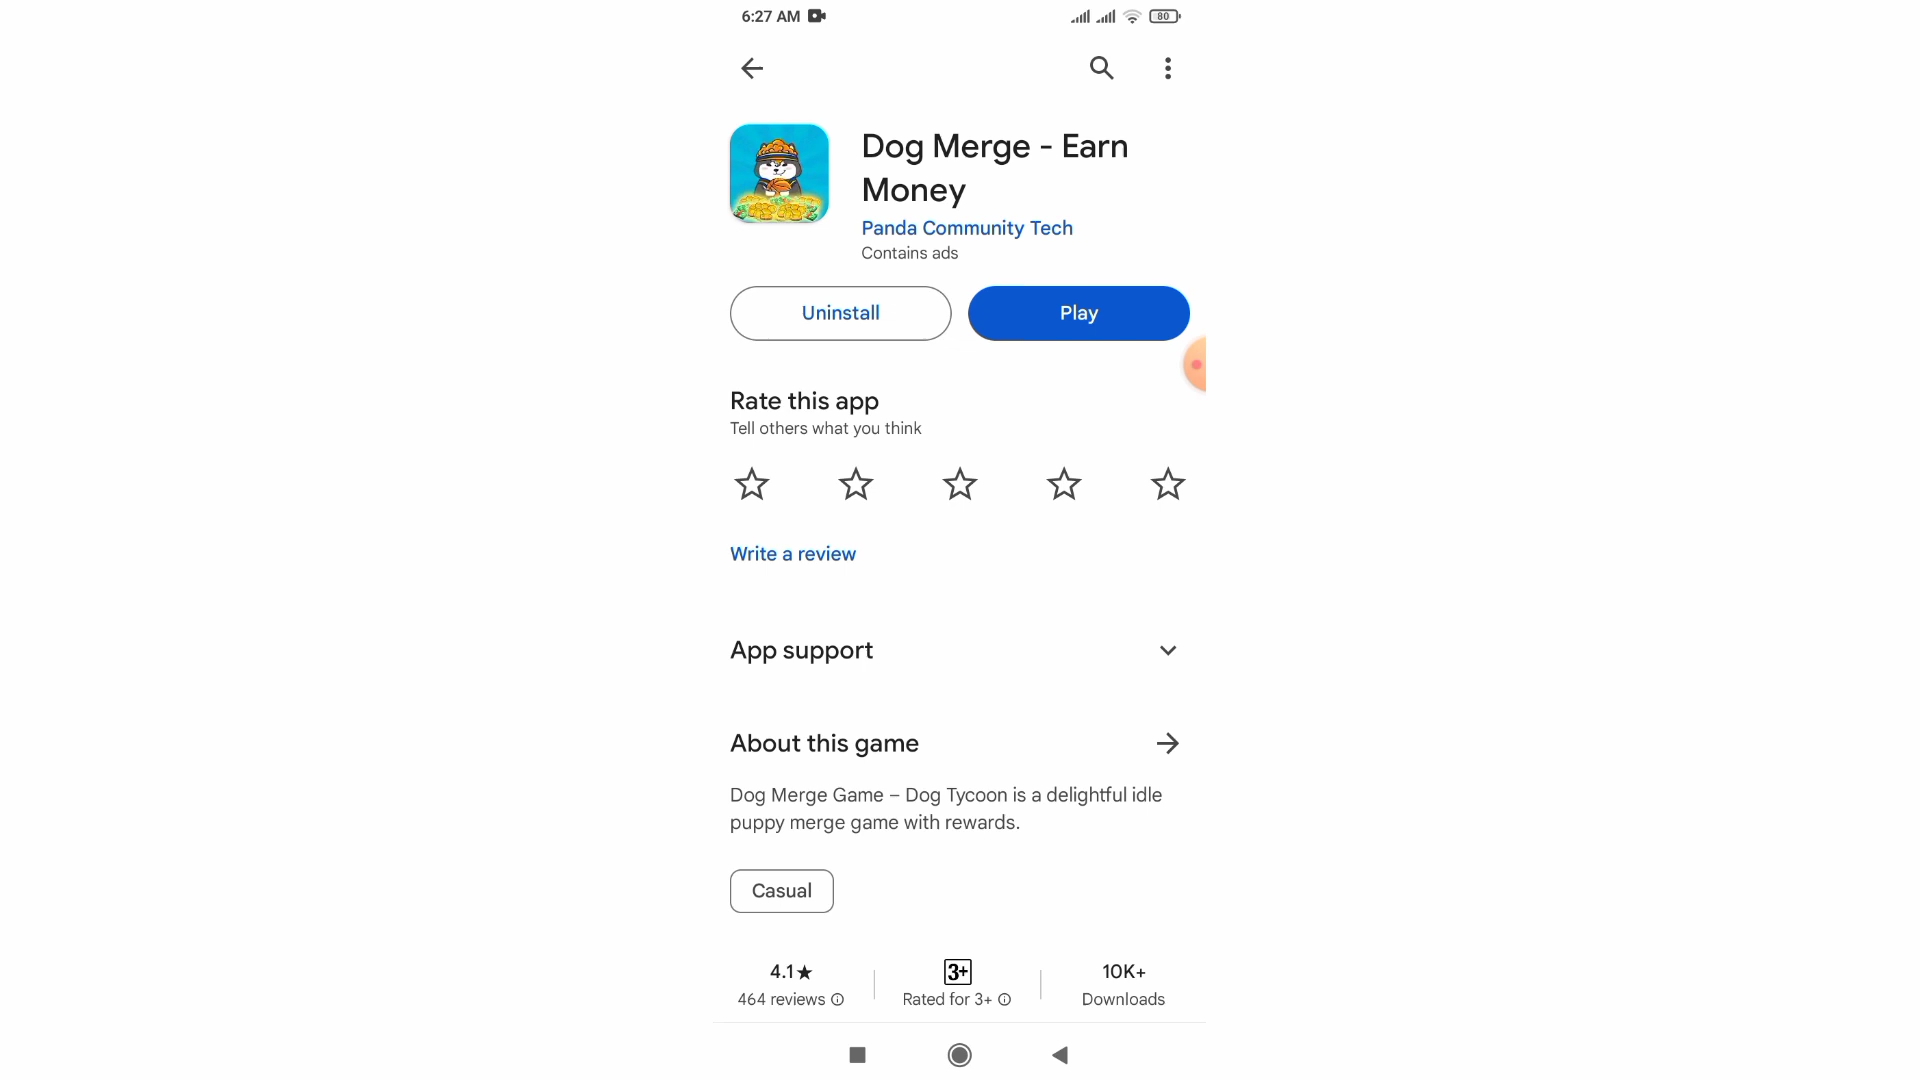 6:27 AM
80
Dog Merge - Earn
Money
Panda Community Tech
Contains ads
Uninstall
Play
Rate this app
Tell others what you think
Write a review
App support
About this game
Dog Merge Game – Dog Tycoon is a delightful idle
puppy merge game with rewards.
Casual
4.1★
464 reviews
3+
Rated for 3+
10K+
Downloads